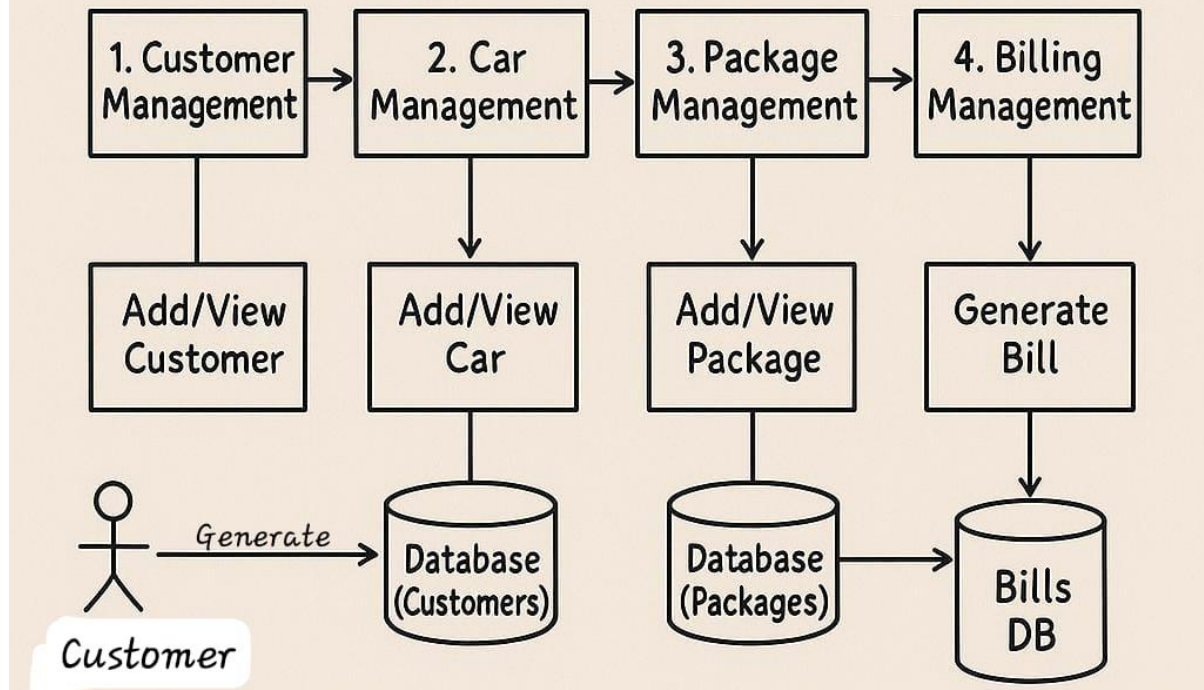 1. Customer
Management
2. Car
Management
3. Package
Management
4. Billing
Management
Add/View
Customer
Add/View
Car
Add/View
Package
Generate
Bill
Generate
Customer
Database
(Customers)
Database
(Packages)
Bills
DB